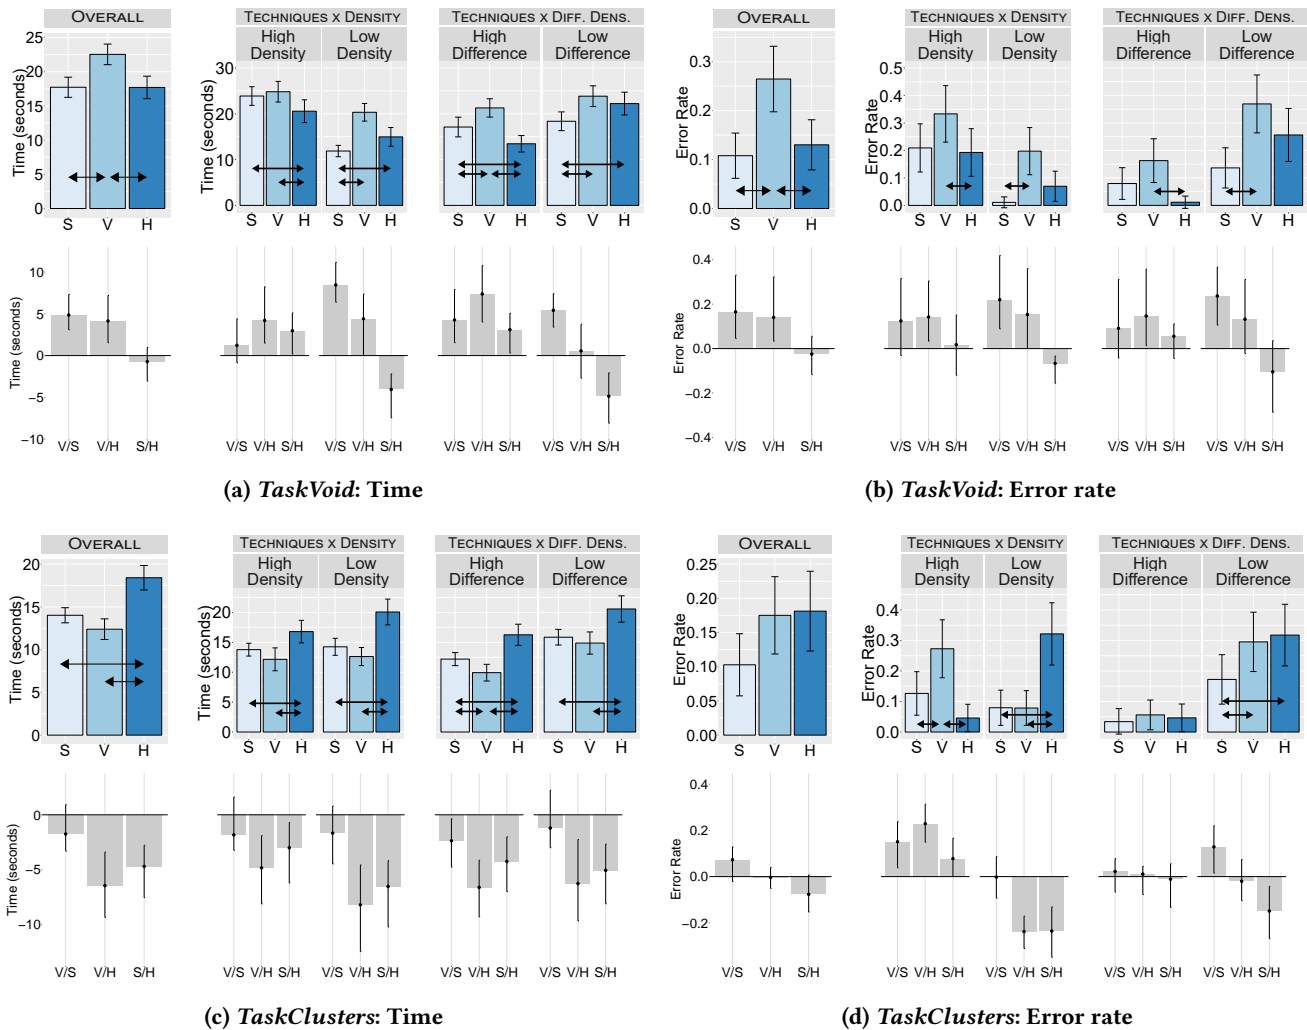 OVERALL
Time (seconds)
25
20
15
10
5
0
S V H
TECHNIQUES X DENSITY
High Density
Low Density
Time (seconds)
30
20
10
0
S V H S V H
TECHNIQUES X DIFF. DENS.
High Difference
Low Difference
S V H S V H
Time (seconds)
10
5
0
−5
−10
V/S V/H S/H
V/S V/H S/H V/S V/H S/H
V/S V/H S/H V/S V/H S/H
(a) TaskVoid: Time
OVERALL
Error Rate
0.3
0.2
0.1
0.0
S V H
TECHNIQUES X DENSITY
High Density
Low Density
Error Rate
0.5
0.4
0.3
0.2
0.1
0.0
S V H S V H
TECHNIQUES X DIFF. DENS.
High Difference
Low Difference
S V H S V H
Error Rate
0.4
0.2
0.0
−0.2
−0.4
V/S V/H S/H
V/S V/H S/H V/S V/H S/H
V/S V/H S/H V/S V/H S/H
(b) TaskVoid: Error rate
OVERALL
Time (seconds)
20
15
10
5
0
S V H
TECHNIQUES X DENSITY
High Density
Low Density
Time (seconds)
20
15
10
5
0
S V H S V H
TECHNIQUES X DIFF. DENS.
High Difference
Low Difference
S V H S V H
Time (seconds)
0
−5
−10
V/S V/H S/H
V/S V/H S/H V/S V/H S/H
V/S V/H S/H V/S V/H S/H
(c) TaskClusters: Time
OVERALL
Error Rate
0.25
0.20
0.15
0.10
0.05
0.00
S V H
TECHNIQUES X DENSITY
High Density
Low Density
Error Rate
0.4
0.3
0.2
0.1
0.0
S V H S V H
TECHNIQUES X DIFF. DENS.
High Difference
Low Difference
S V H S V H
Error Rate
0.4
0.2
0.0
−0.2
V/S V/H S/H
V/S V/H S/H V/S V/H S/H
V/S V/H S/H V/S V/H S/H
(d) TaskClusters: Error rate